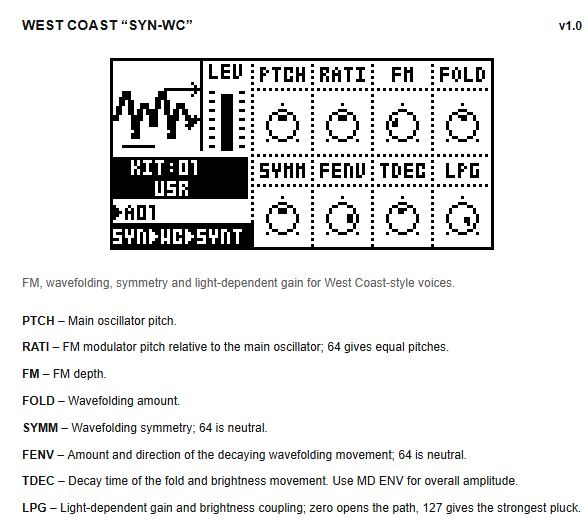 WEST COAST “SYN-WC”
v1.0
LEV PTCH RATI FM FOLD
KIT:01
USR
SYMM FENV TDEC LPG
A01
SYN▸WC▸SYNT
FM, wavefolding, symmetry and light-dependent gain for West Coast-style voices.
PTCH – Main oscillator pitch.
RATI – FM modulator pitch relative to the main oscillator; 64 gives equal pitches.
FM – FM depth.
FOLD – Wavefolding amount.
SYMM – Wavefolding symmetry; 64 is neutral.
FENV – Amount and direction of the decaying wavefolding movement; 64 is neutral.
TDEC – Decay time of the fold and brightness movement. Use MD ENV for overall amplitude.
LPG – Light-dependent gain and brightness coupling; zero opens the path, 127 gives the strongest pluck.